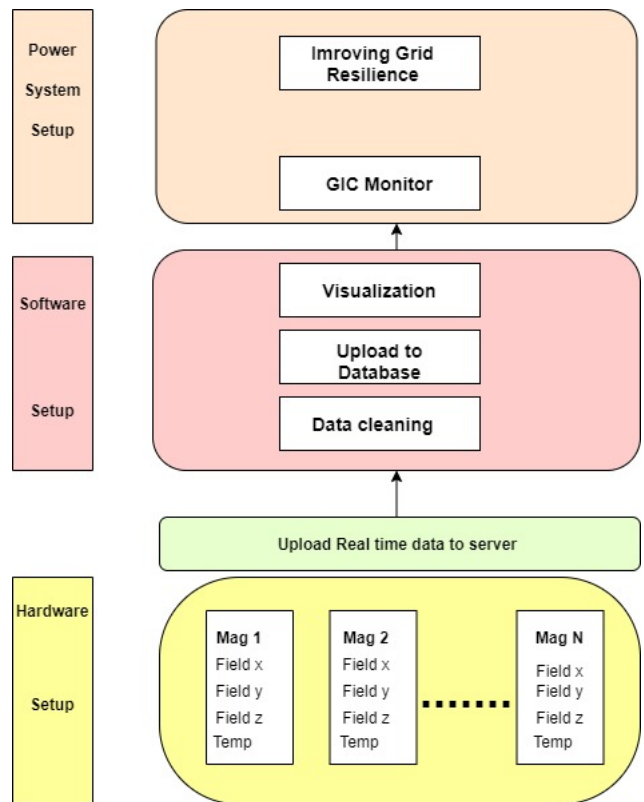 Power
System
Setup
Imroving Grid
Resilience
GIC Monitor
Software
Setup
Visualization
Upload to
Database
Data cleaning
Upload Real time data to server
Hardware
Setup
Mag 1
Field x
Field y
Field z
Temp
Mag 2
Field x
Field y
Field z
Temp
Mag N
Field x
Field y
Field z
Temp